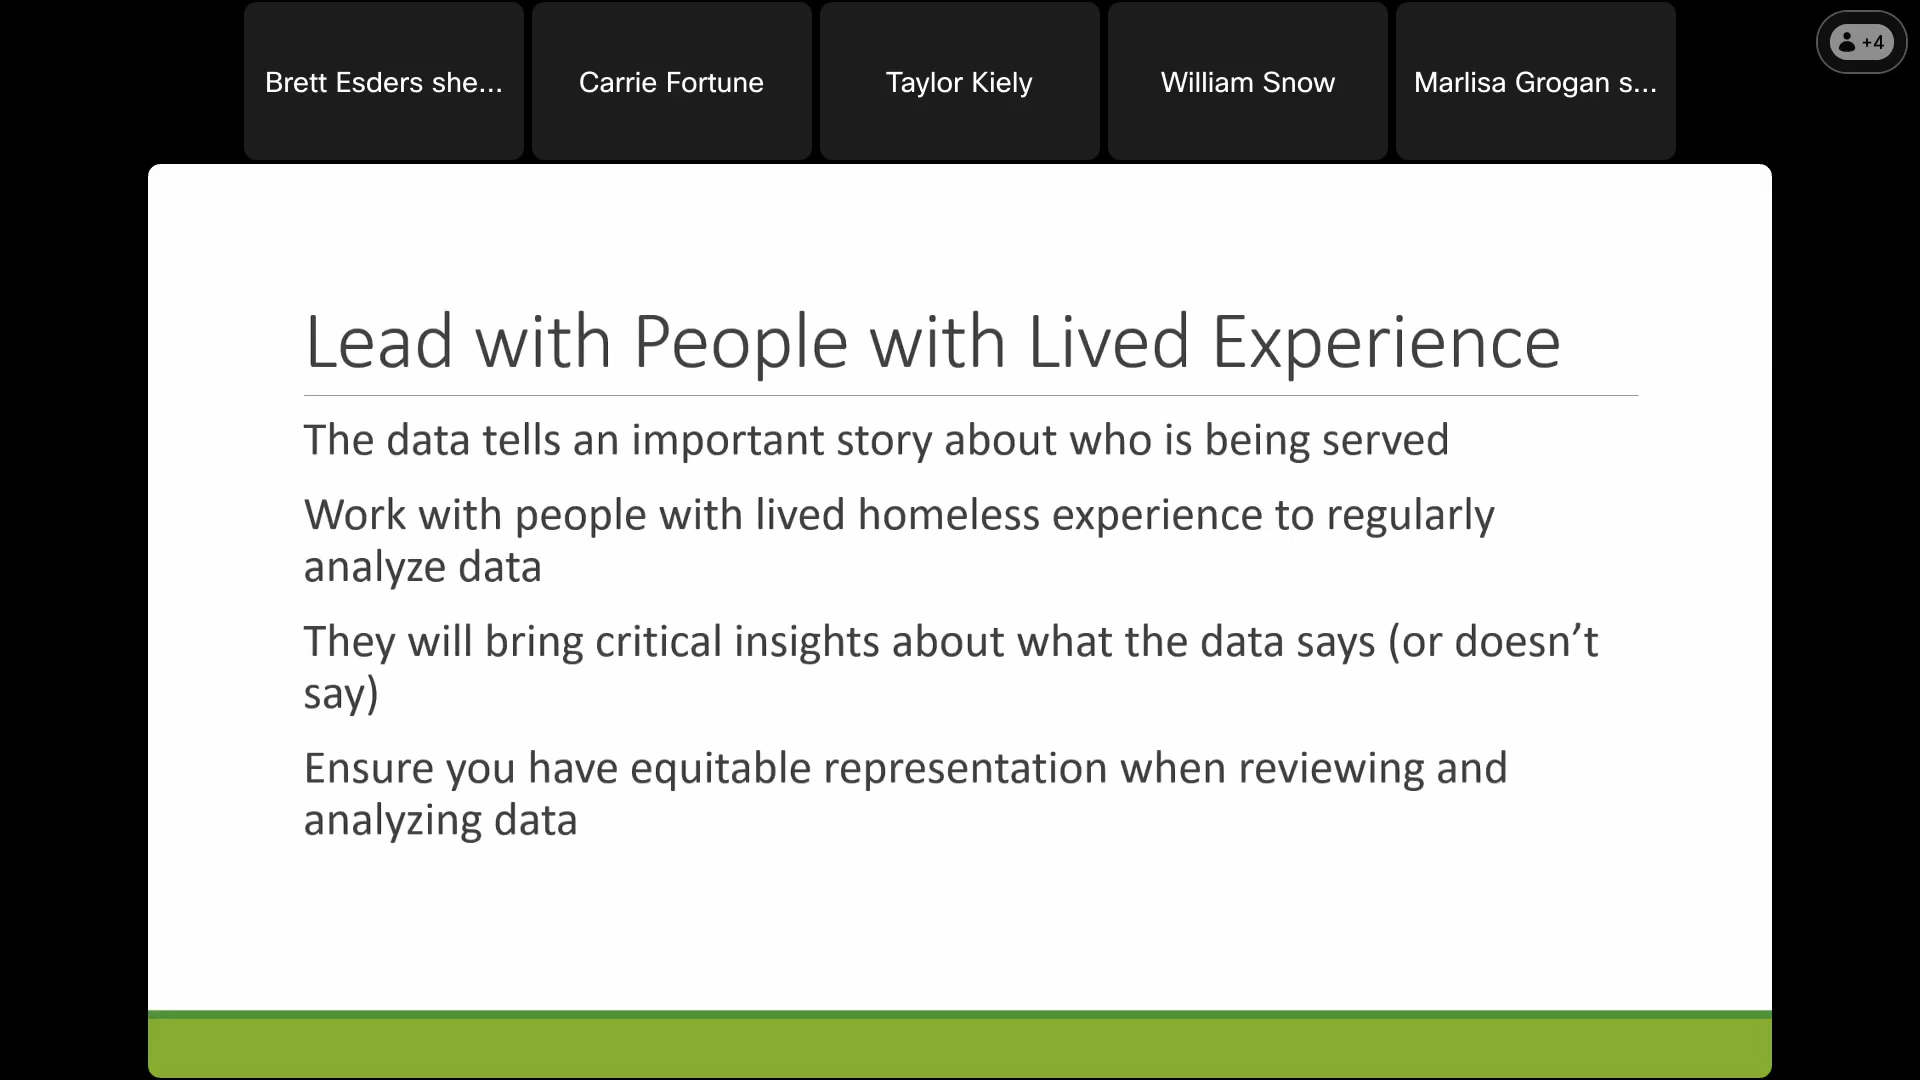 Brett Esders she...
Carrie Fortune
Taylor Kiely
William Snow
Marlisa Grogan s...
+4
Lead with People with Lived Experience
The data tells an important story about who is being served
Work with people with lived homeless experience to regularly
analyze data
They will bring critical insights about what the data says (or doesn’t
say)
Ensure you have equitable representation when reviewing and
analyzing data